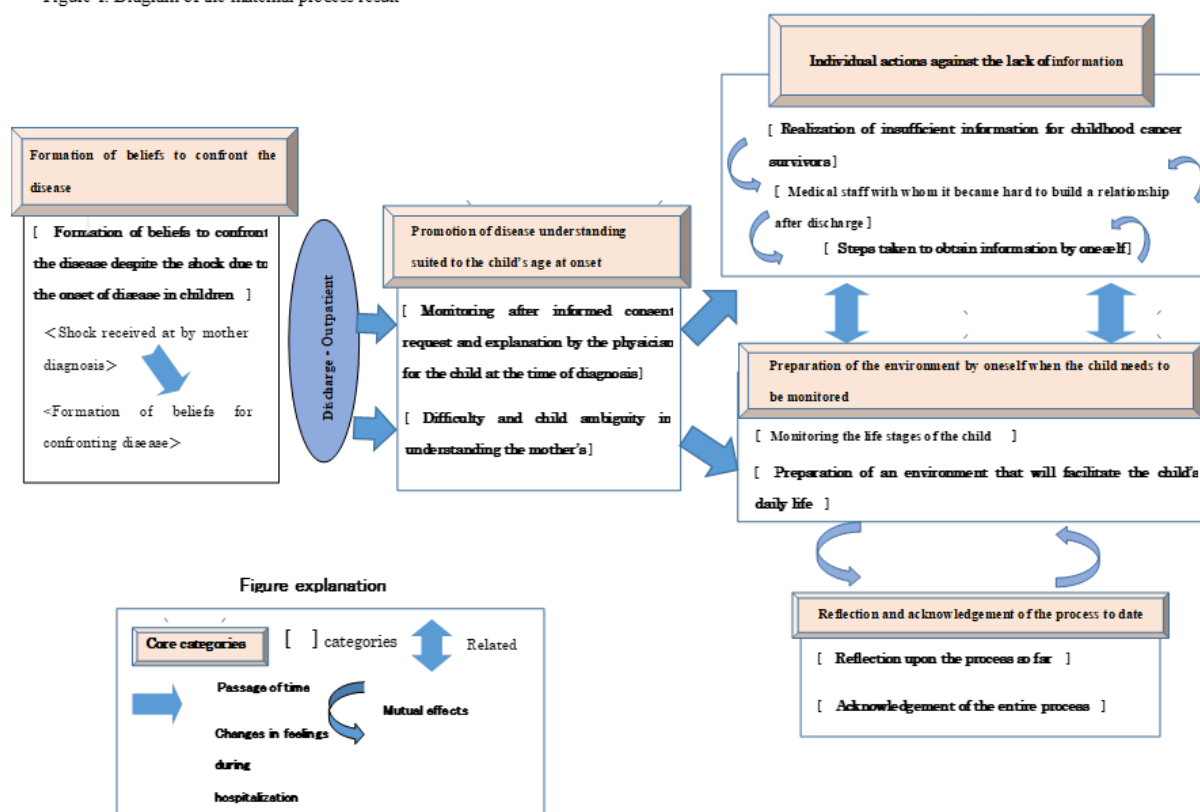 Figure 1. Diagram of the maternal process result
Formation of beliefs to confront the
disease
[ Formation of beliefs to confront
the disease despite the shock due to
the onset of disease in children ]
<Shock received at by mother
diagnosis>
<Formation of beliefs for
confronting disease>
Discharge・Outpatient
Promotion of disease understanding
suited to the child's age at onset
[ Monitoring after informed consent
request and explanation by the physician
for the child at the time of diagnosis]
[ Difficulty and child ambiguity in
understanding the mother's]
Individual actions against the lack of information
[ Realization of insufficient information for childhood cancer
survivors]
[ Medical staff with whom it became hard to build a relationship
after discharge]
[ Steps taken to obtain information by oneself]
Preparation of the environment by oneself when the child needs to
be monitored
[ Monitoring the life stages of the child ]
[ Preparation of an environment that will facilitate the child's
daily life ]
Reflection and acknowledgement of the process to date
[ Reflection upon the process so far ]
[ Acknowledgement of the entire process ]
Figure explanation
Core categories
[ ] categories
Related
Passage of time
Changes in feelings
during
hospitalization
Mutual effects